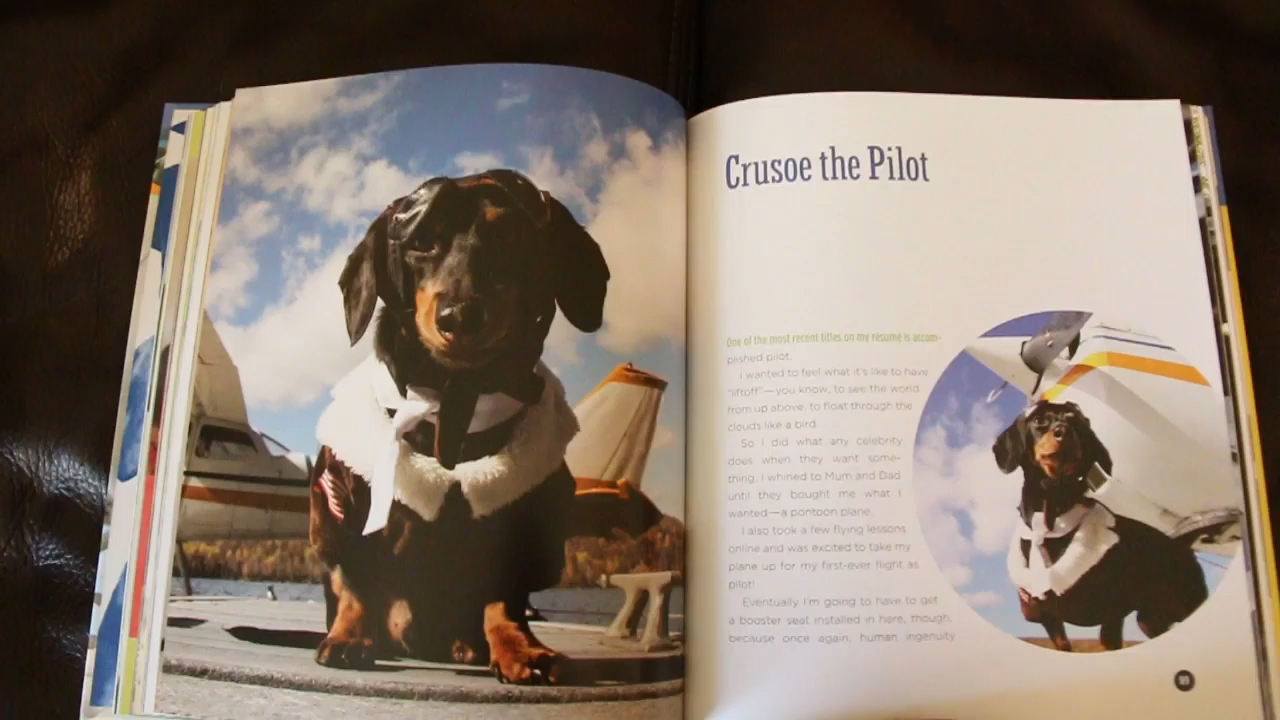 Crusoe the Pilot
One of the most recent titles on my résumé is accom-
plished pilot.
I wanted to feel what it's like to have
"liftoff"—you know, to see the world
from up above, to float through the
clouds like a bird.
So I did what any celebrity
does when they want some-
thing. I whined to Mum and Dad
until they bought me what I
wanted—a pontoon plane.
I also took a few flying lessons
online and was excited to take my
plane up for my first-ever flight as
pilot!
Eventually I'm going to have to get
a booster seat installed in here, though,
because once again, human ingenuity